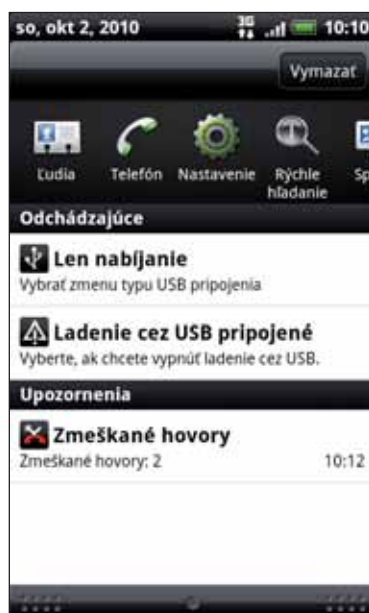 so, okt 2, 2010 3G 10:10
Vymazať
Ľudia Telefón Nastavenie Rýchle Sp
hľadanie
Odchádzajúce
Len nabíjanie
Vybrať zmenu typu USB pripojenia
Ladenie cez USB pripojené
Vyberte, ak chcete vypnúť ladenie cez USB.
Upozornenia
Zmeškané hovory
Zmeškané hovory: 2 10:12